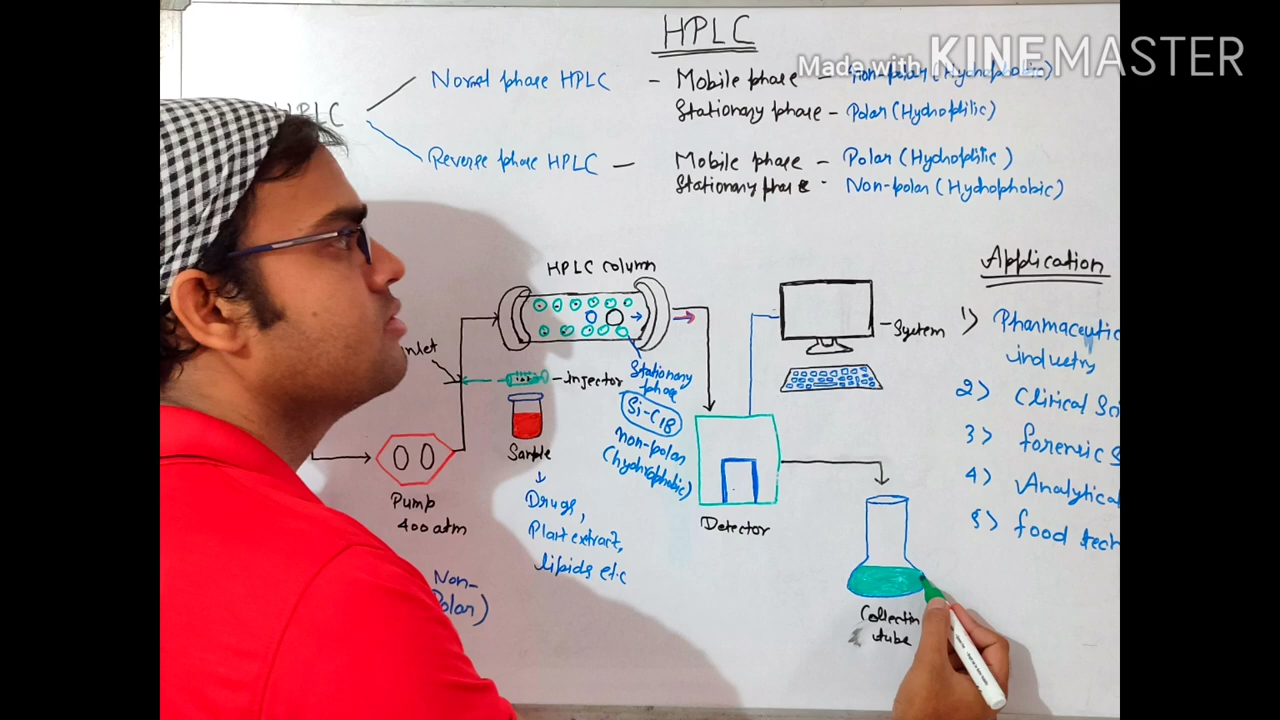 HPLC
Made with KINEMASTER
HPLC
Normal phase HPLC - Mobile phase - Non-polar (Hydrophobic)
Stationary phase - Polar (Hydrophilic)
Reverse phase HPLC - Mobile phase - Polar (Hydrophilic)
Stationary phase - Non-polar (Hydrophobic)
HPLC column
Application
1) Pharmaceutic
industry
2) Clinical Sci
3) forensic S
4) Analytical
5) food tech
System
inlet
injector
Stationary
phase
Si-C18
non-polar
(hydrophobic)
Sample
Drugs,
Plant extract,
lipids etc
Pump
400 atm
Detector
Non-
Polar)
Collectin
tube